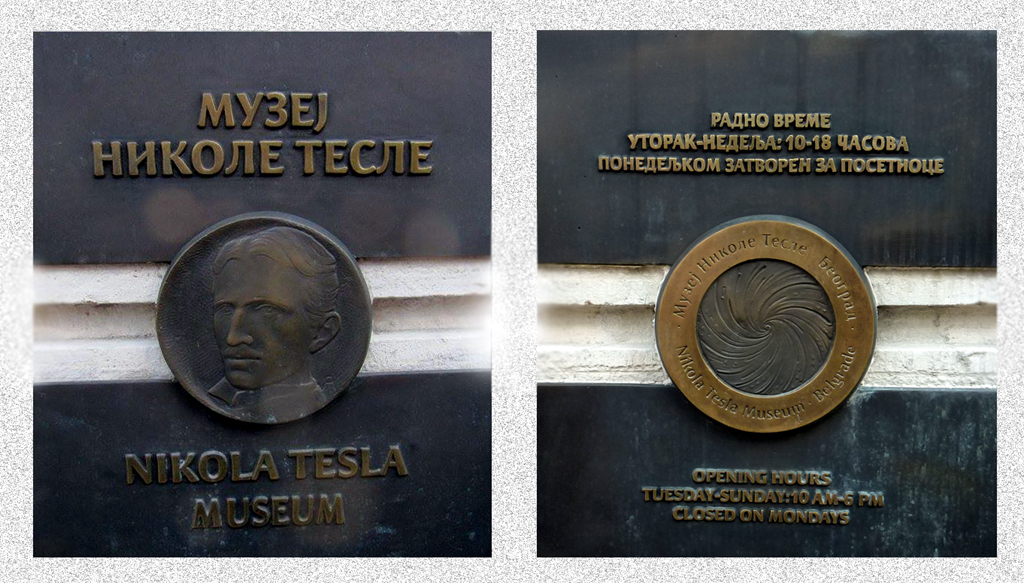 МУЗЕЈ
НИКОЛЕ ТЕСЛЕ
NIKOLA TESLA
MUSEUM
РАДНО ВРЕМЕ
УТОРАК-НЕДЕЉА: 10-18 ЧАСОВА
ПОНЕДЕЉКОМ ЗАТВОРЕН ЗА ПОСЕТИОЦЕ
· Музеј Николе Тесле · Београд ·
Nikola Tesla Museum · Belgrade
OPENING HOURS
TUESDAY-SUNDAY:10 AM-6 PM
CLOSED ON MONDAYS